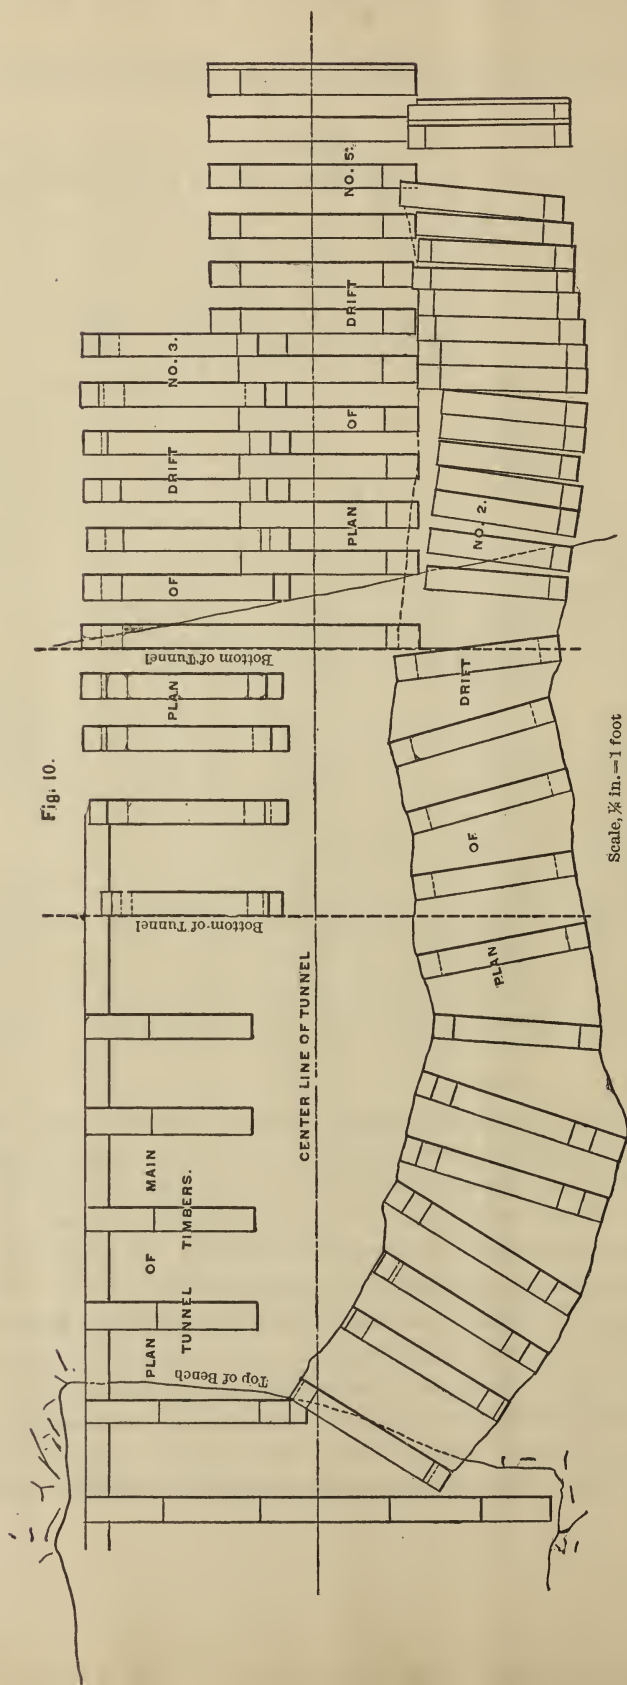 Fig. 10.
PLAN OF DRIFT NO. 3.
PLAN OF DRIFT NO. 5.
Bottom of Tunnel
Bottom of Tunnel
CENTER LINE OF TUNNEL
PLAN OF MAIN
TUNNEL TIMBERS.
Top of Bench
PLAN OF DRIFT NO. 2.
Scale, ⅛ in.=1 foot